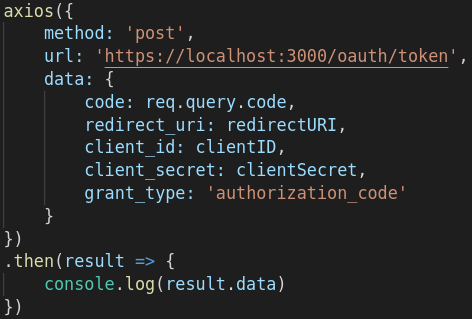 axios({
    method: 'post',
    url: 'https://localhost:3000/oauth/token',
    data: {
        code: req.query.code,
        redirect_uri: redirectURI,
        client_id: clientID,
        client_secret: clientSecret,
        grant_type: 'authorization_code'
    }
})
.then(result => {
    console.log(result.data)
})